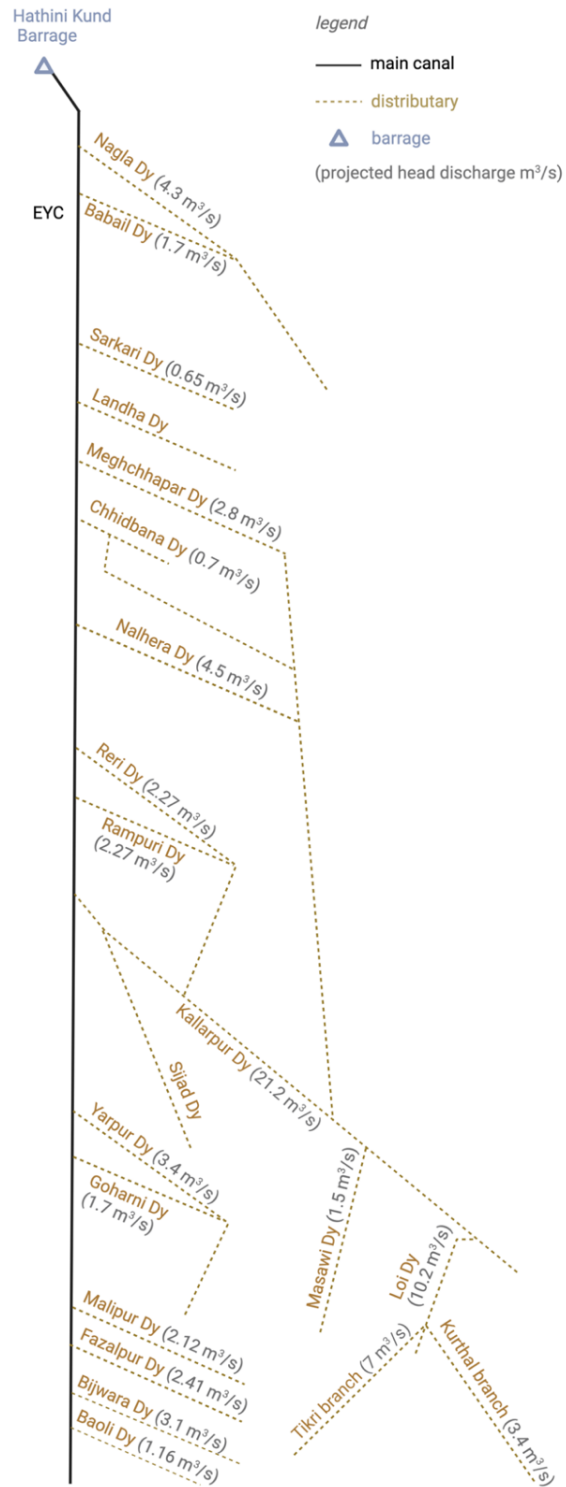 Hathini Kund
Barrage
legend
main canal
distributary
barrage
(projected head discharge m³/s)
EYC
Nagla Dy (4.3 m³/s)
Babail Dy (1.7 m³/s)
Sarkari Dy (0.65 m³/s)
Landha Dy
Meghchhapar Dy (2.8 m³/s)
Chhidbana Dy (0.7 m³/s)
Nalhera Dy (4.5 m³/s)
Reri Dy (2.27 m³/s)
Rampuri Dy
(2.27 m³/s)
Kallarpur Dy (21.2 m³/s)
Sijad Dy
Yarpur Dy (3.4 m³/s)
Goharni Dy
(1.7 m³/s)
Masawi Dy (1.5 m³/s)
Loi Dy
(10.2 m³/s)
Tikri branch (7 m³/s)
Kurthal branch (3.4 m³/s)
Malipur Dy (2.12 m³/s)
Fazalpur Dy (2.41 m³/s)
Bijwara Dy (3.1 m³/s)
Baoli Dy (1.16 m³/s)